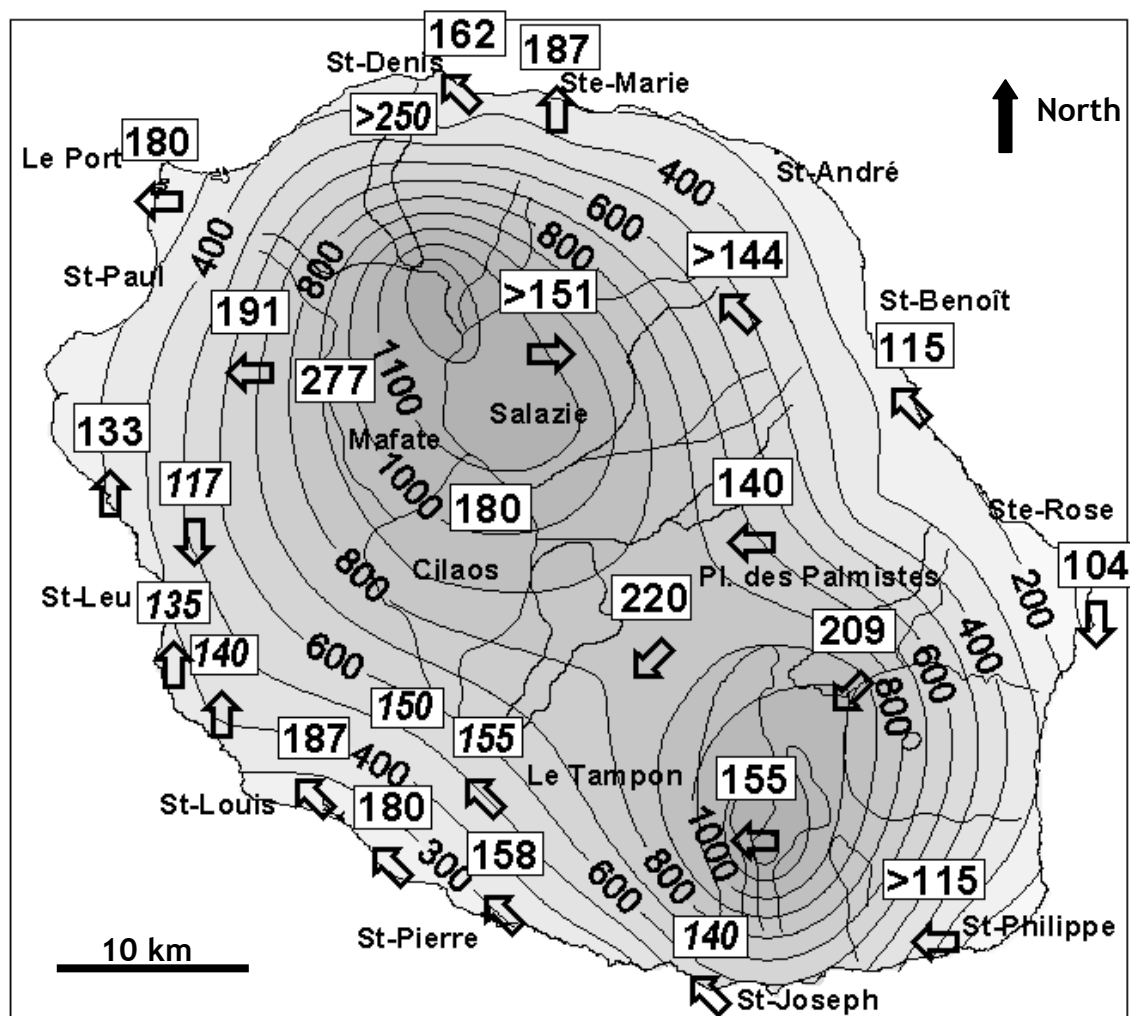 162
187
St-Denis
Ste-Marie
North
>250
180
Le Port
400
St-André
600
400
800
>144
800
St-Paul
>151
191
St-Benoît
115
277
1100
Salazie
Mafate
133
117
1000
180
140
Ste-Rose
104
Cilaos
800
Pl. des Palmistes
200
St-Leu
135
220
209
400
140
600
600
150
800
187
155
400
Le Tampon
155
St-Louis
180
1000
300
158
800
600
>115
St-Pierre
140
St-Philippe
10 km
St-Joseph